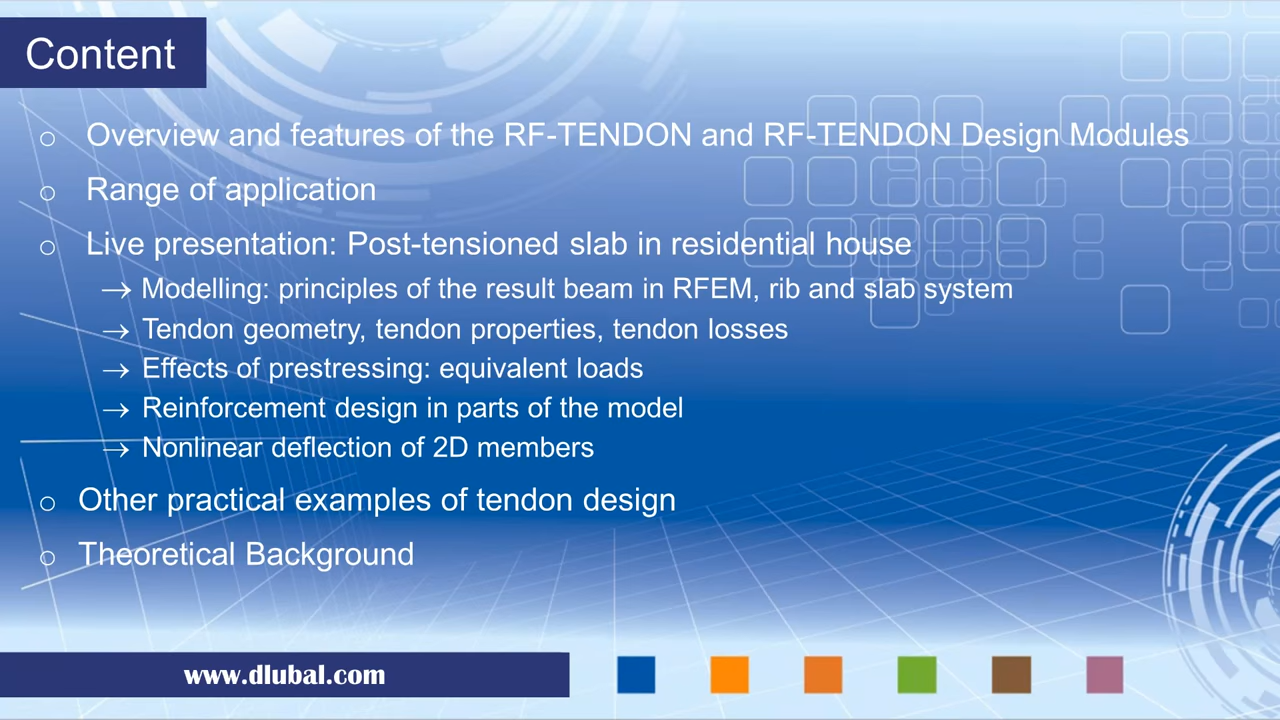 Content
o Overview and features of the RF-TENDON and RF-TENDON Design Modules
o Range of application
o Live presentation: Post-tensioned slab in residential house
→ Modelling: principles of the result beam in RFEM, rib and slab system
→ Tendon geometry, tendon properties, tendon losses
→ Effects of prestressing: equivalent loads
→ Reinforcement design in parts of the model
→ Nonlinear deflection of 2D members
o Other practical examples of tendon design
o Theoretical Background
www.dlubal.com